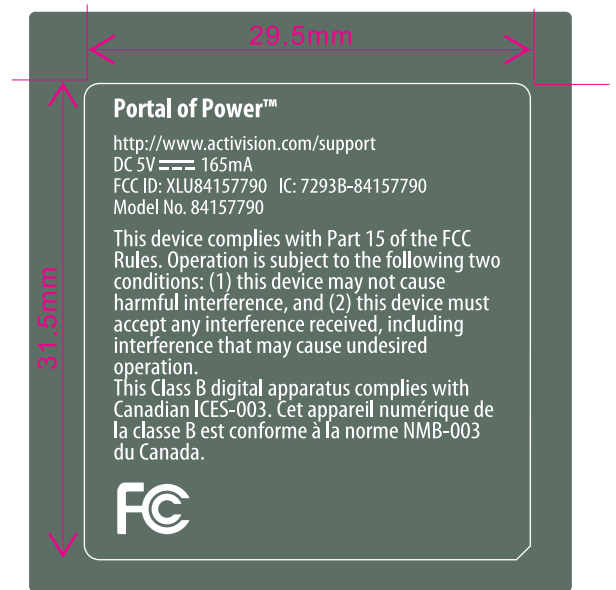 29.5mm
31.5mm
Portal of Power™
http://www.activision.com/support
DC 5V 165mA
FCC ID: XLU84157790 IC: 7293B-84157790
Model No. 84157790
This device complies with Part 15 of the FCC
Rules. Operation is subject to the following two
conditions: (1) this device may not cause
harmful interference, and (2) this device must
accept any interference received, including
interference that may cause undesired
operation.
This Class B digital apparatus complies with
Canadian ICES-003. Cet appareil numérique de
la classe B est conforme à la norme NMB-003
du Canada.
FC